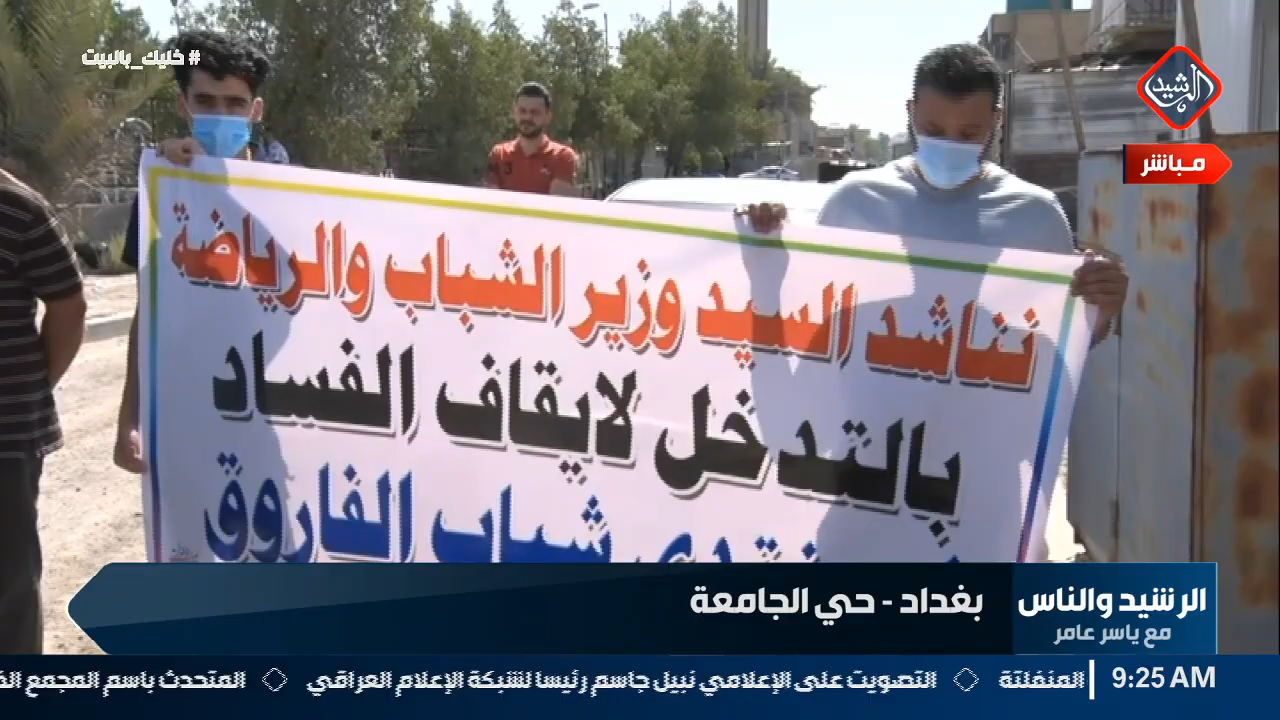 # خليك_بالبيت
الرشيد
مباشر
نناشد السيد وزير الشباب والرياضة
بالتدخل لايقاف الفساد
شباب الفاروق
الرشيد والناس
مع ياسر عامر
بغداد - حي الجامعة
9:25 AM
المنفلتة ◇ التصويت على الإعلامي نبيل جاسم رئيسا لشبكة الإعلام العراقي ◇ المتحدث باسم المجمع